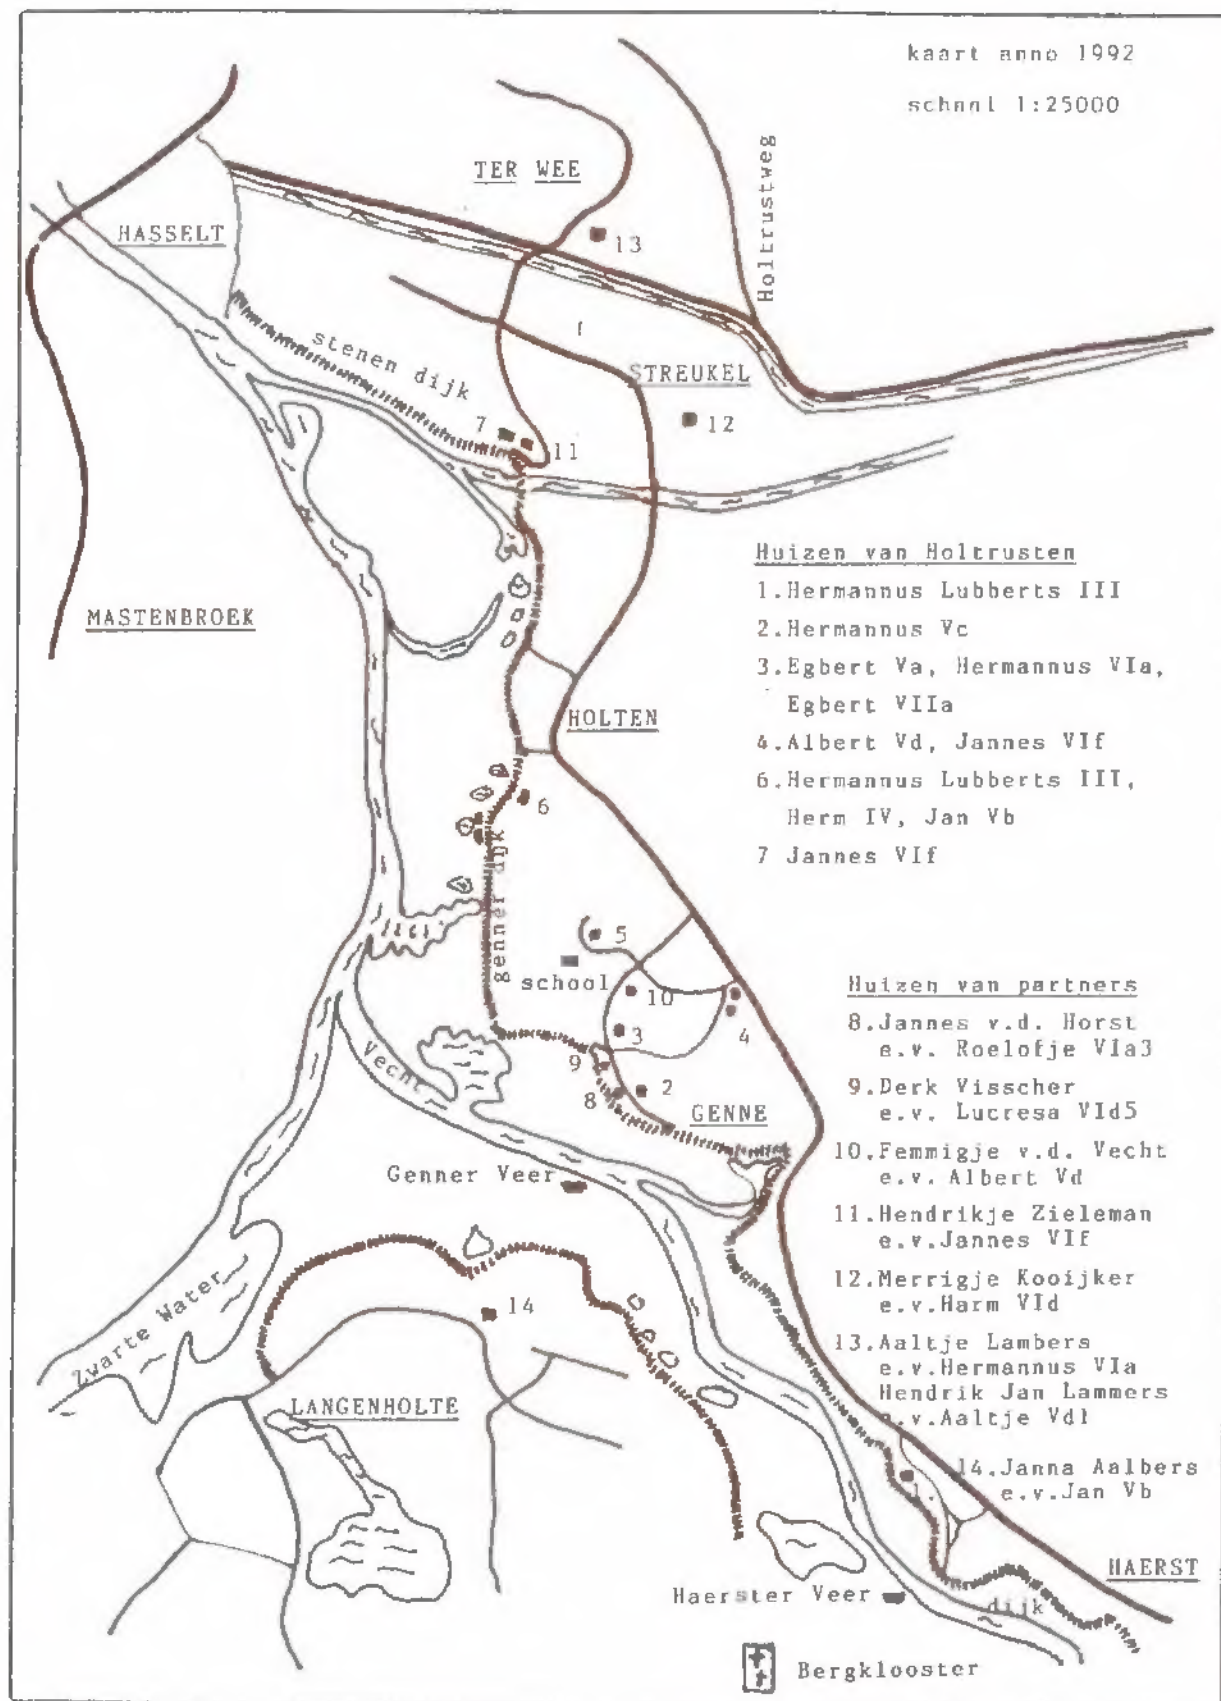 kaart anno 1992
schaal 1:25000
TER WEE
Holtrustweg
HASSELT
13
stenen dijk
STREUKEL
7
11
12
MASTENBROEK
Huizen van Holtrusten
1.Hermannus Lubberts III
2.Hermannus Vc
3.Egbert Va, Hermannus VIa,
Egbert VIIa
4.Albert Vd, Jannes VIf
6.Hermannus Lubberts III,
Herm IV, Jan Vb
7 Jannes VIf
HOLTEN
6
genner dijk
5
school
10
3
4
9
8
2
GENNE
Vecht
Genner Veer
Huizen van partners
8.Jannes v.d. Horst
e.v. Roelofje VIa3
9.Derk Visscher
e.v. Lucresa VId5
10.Femmigje v.d. Vecht
e.v. Albert Vd
11.Hendrikje Zieleman
e.v.Jannes VIf
12.Merrigje Kooijker
e.v.Harm VId
13.Aaltje Lambers
e.v.Hermannus VIa
Hendrik Jan Lammers
e.v.Aaltje Vd1
14.Janna Aalbers
e.v.Jan Vb
14
Zwarte Water
LANGENHOLTE
1.
HAERST
Haerster Veer
dijk
Bergklooster